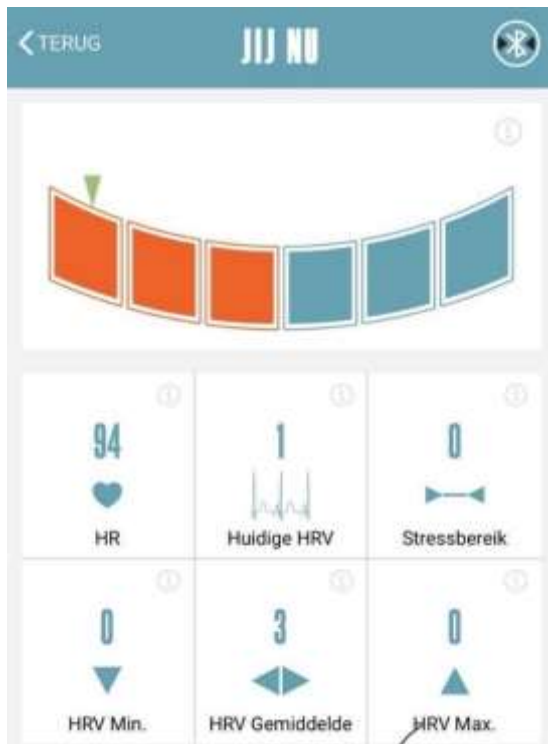 TERUG
JIJ NU
94
1
0
HR
Huidige HRV
Stressbereik
0
3
0
HRV Min.
HRV Gemiddelde
HRV Max.